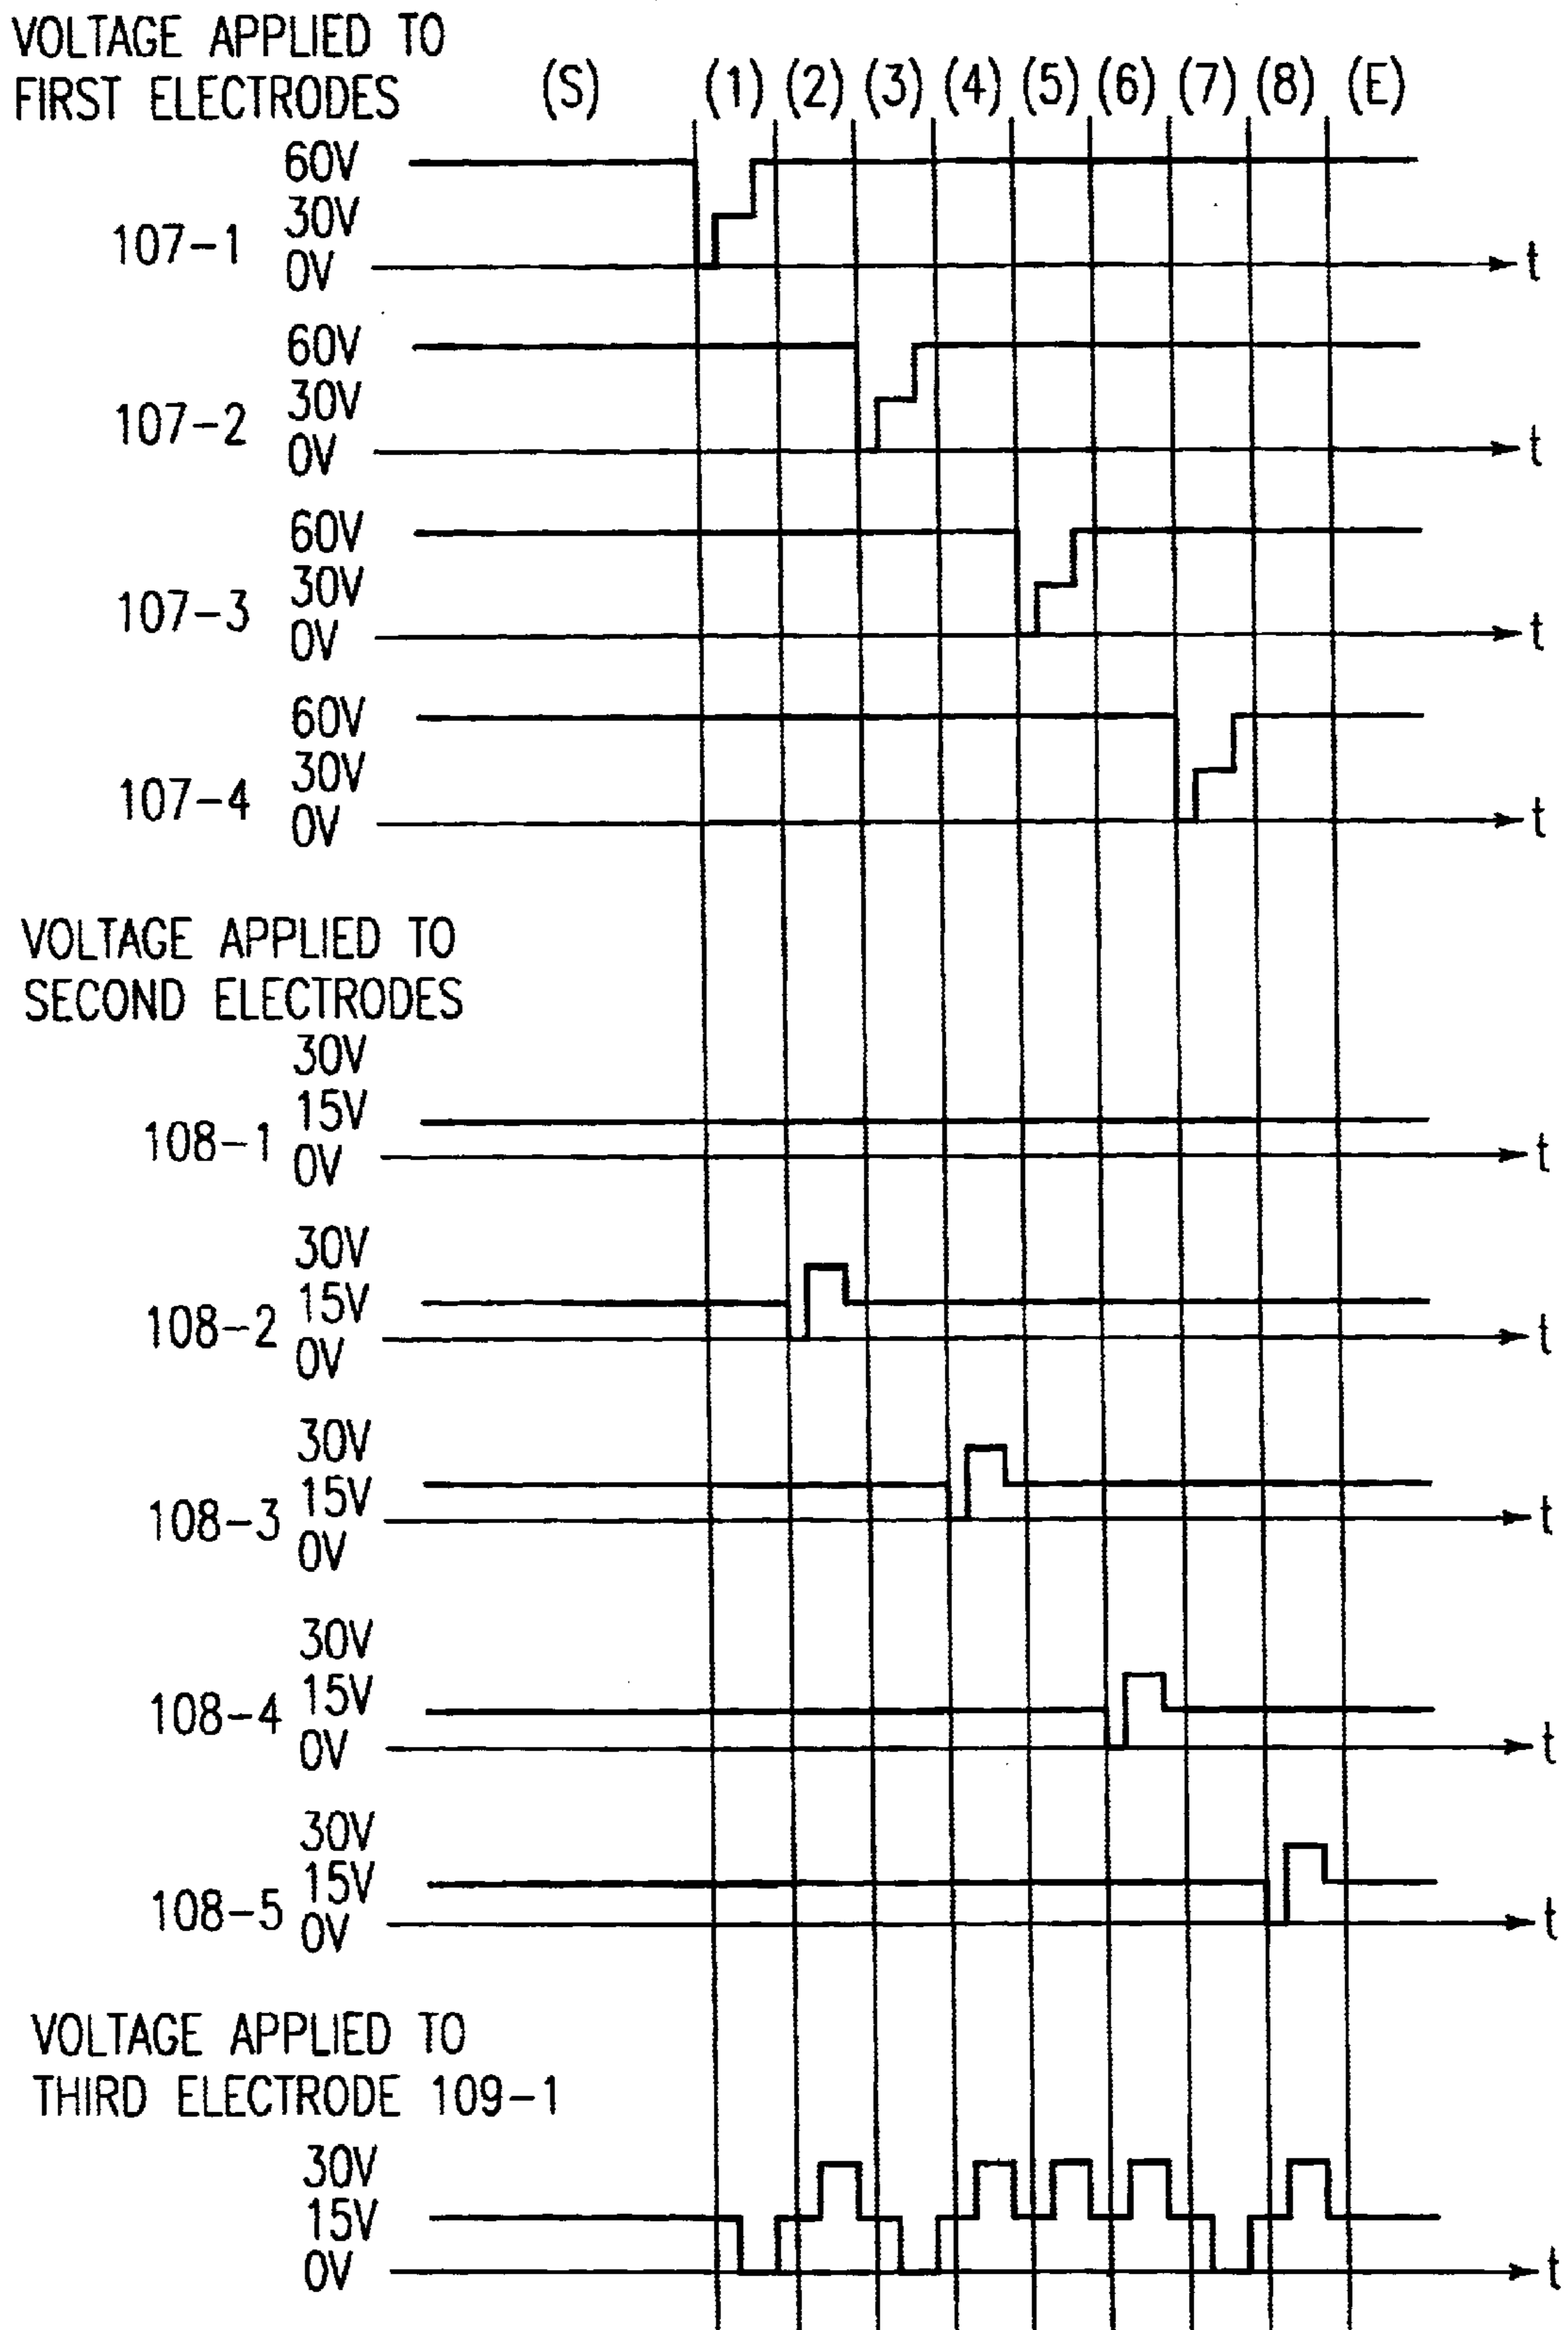 VOLTAGE APPLIED TO
FIRST ELECTRODES
(S) (1) (2) (3) (4) (5) (6) (7) (8) (E)
60V
30V
107-1
0V
t
60V
30V
107-2
0V
t
60V
30V
107-3
0V
t
60V
30V
107-4
0V
t
VOLTAGE APPLIED TO
SECOND ELECTRODES
30V
15V
108-1
0V
t
30V
15V
108-2
0V
t
30V
15V
108-3
0V
t
30V
15V
108-4
0V
t
30V
15V
108-5
0V
t
VOLTAGE APPLIED TO
THIRD ELECTRODE 109-1
30V
15V
0V
t